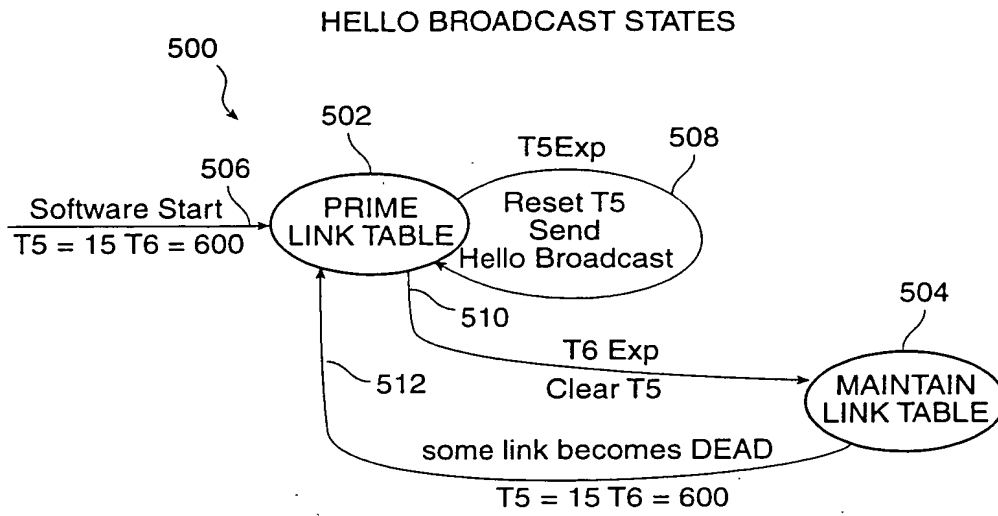 HELLO BROADCAST STATES
500
502
508
T5Exp
506
Software Start
T5 = 15 T6 = 600
PRIME
LINK TABLE
Reset T5
Send
Hello Broadcast
510
504
T6 Exp
Clear T5
512
MAINTAIN
LINK TABLE
some link becomes DEAD
T5 = 15 T6 = 600